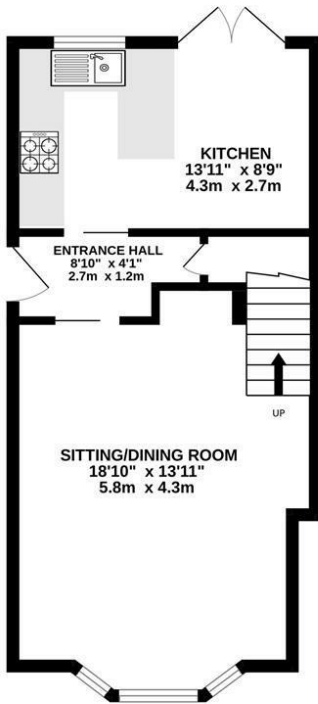 KITCHEN
13'11" x 8'9"
4.3m x 2.7m
ENTRANCE HALL
8'10" x 4'1"
2.7m x 1.2m
UP
SITTING/DINING ROOM
18'10" x 13'11"
5.8m x 4.3m